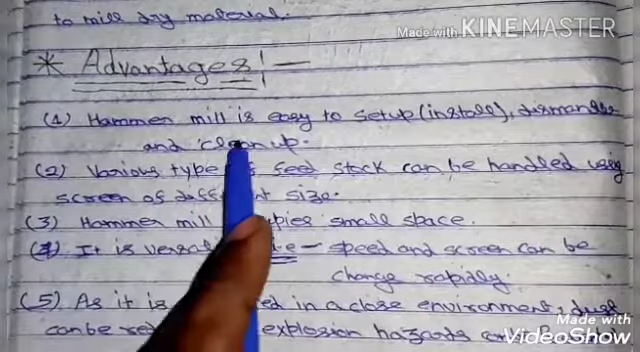 to mill dry material.
Made with KINEMASTER
* Advantages :-
(1) Hammer mill is easy to setup (install), dismantle
and clean up.
(2) Various type feed stock can be handled using
screen of different size.
(3) Hammer mill small space.
(4) It is i.e - speed and screen can be
change rapidly.
(5) As it is in a close environment, dust
can be explosion hazards can
Made with
VideoShow